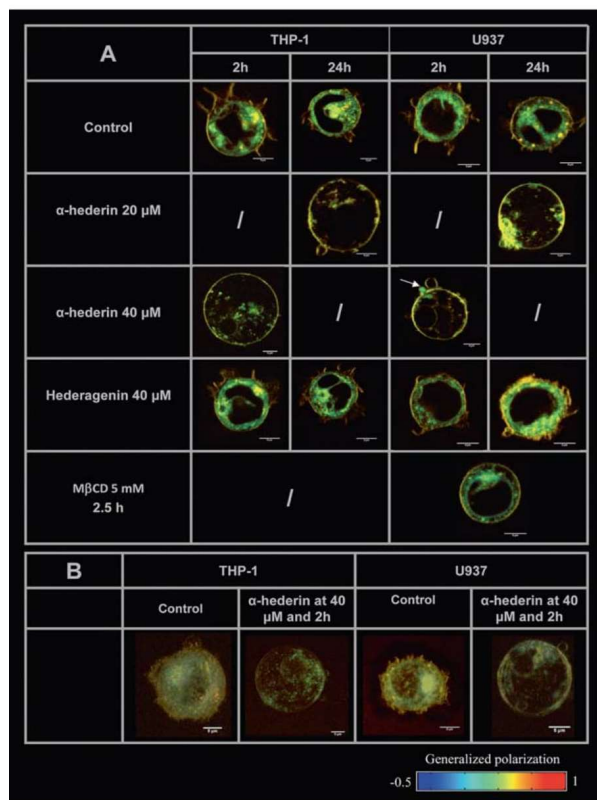 A
THP-1 U937
2h 24h 2h 24h
Control
α-hederin 20 µM
/ /
α-hederin 40 µM
/ /
Hederagenin 40 µM
MβCD 5 mM
2.5 h
/
B
THP-1 U937
Control α-hederin at 40 µM and 2h Control α-hederin at 40 µM and 2h
Generalized polarization
-0.5 1